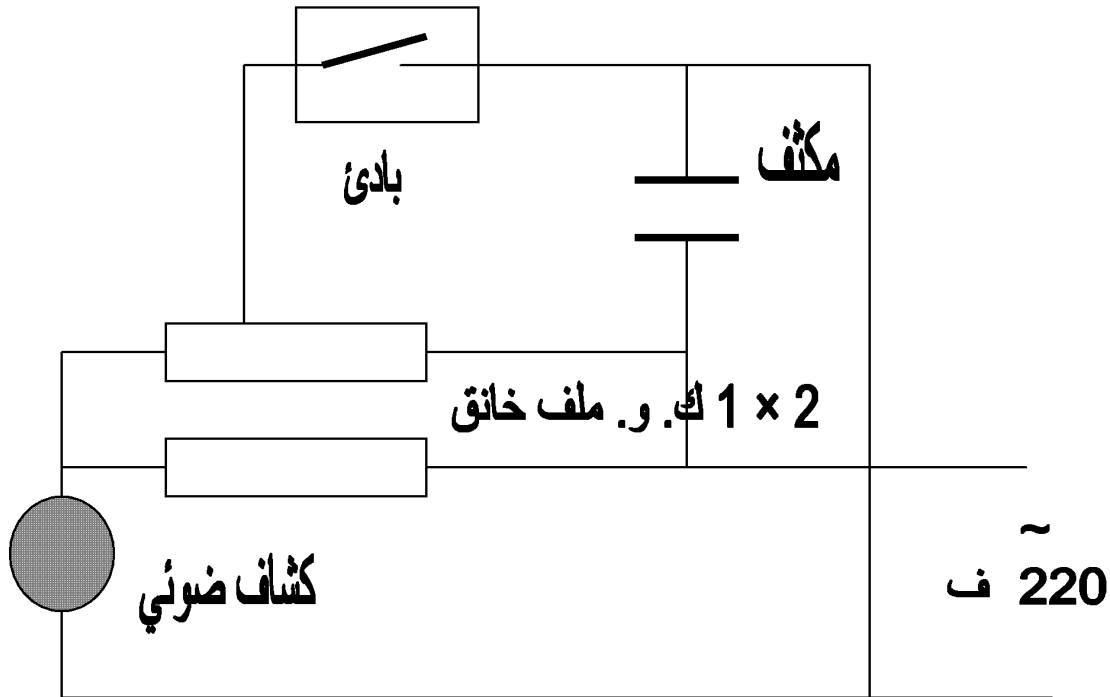 بادئ
مكثف
2 × 1 ك. و. ملف خانق
كشاف ضوئي
~
220 ف